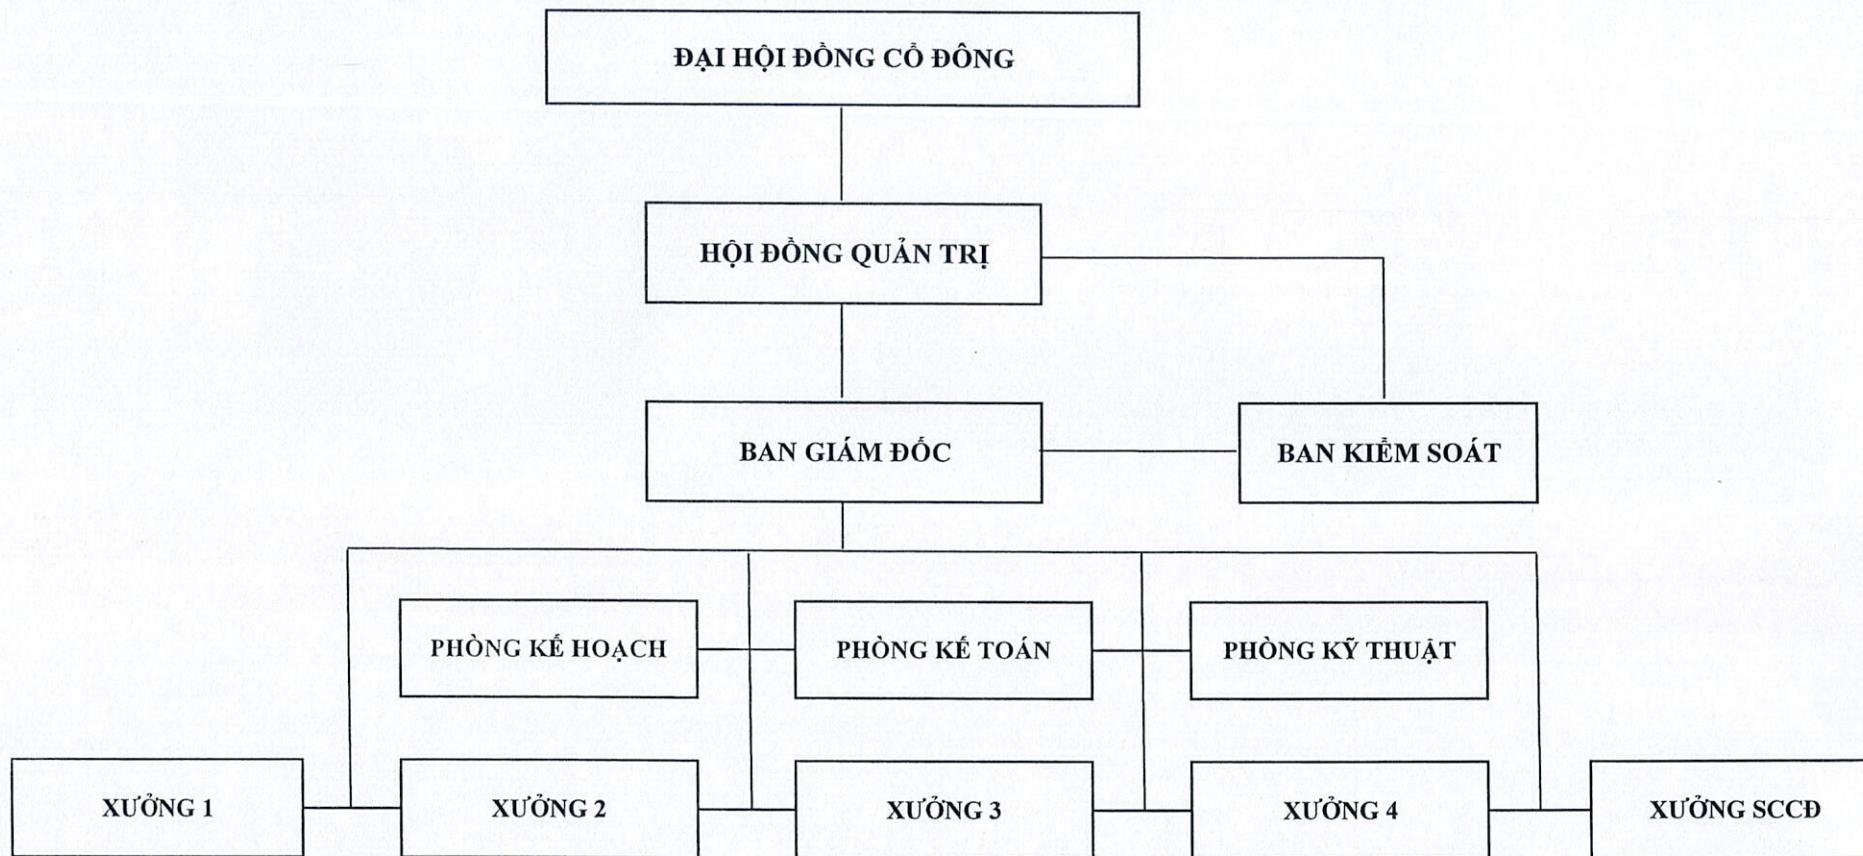 ĐẠI HỘI ĐỒNG CỔ ĐÔNG
HỘI ĐỒNG QUẢN TRỊ
BAN GIÁM ĐỐC
BAN KIỂM SOÁT
PHÒNG KẾ HOẠCH
PHÒNG KẾ TOÁN
PHÒNG KỸ THUẬT
XƯỞNG 1
XƯỞNG 2
XƯỞNG 3
XƯỞNG 4
XƯỞNG SCCĐ